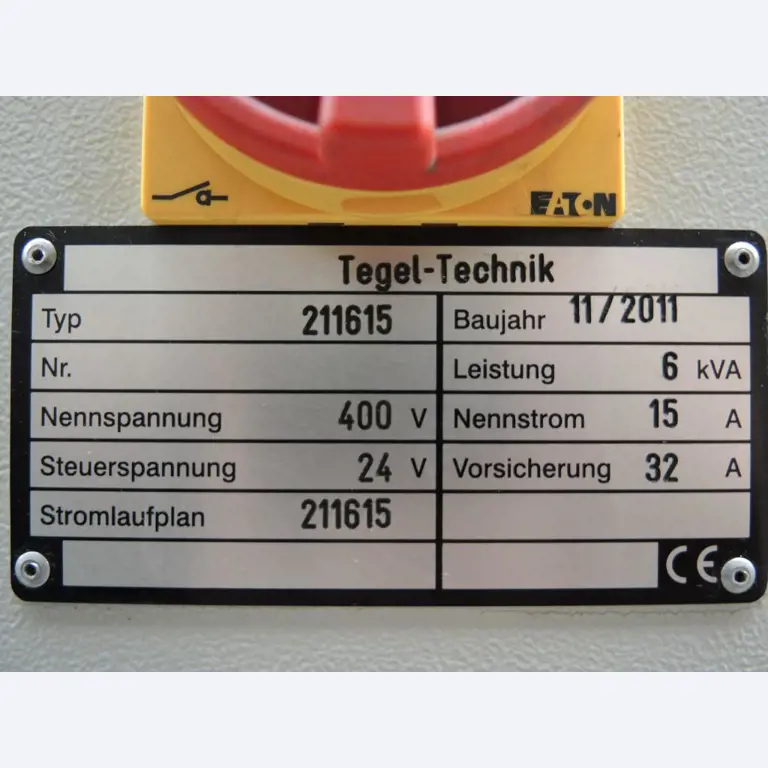 EATON
Tegel-Technik
Typ 211615 Baujahr 11/2011
Nr. Leistung 6 kVA
Nennspannung 400 V Nennstrom 15 A
Steuerspannung 24 V Vorsicherung 32 A
Stromlaufplan 211615
CE